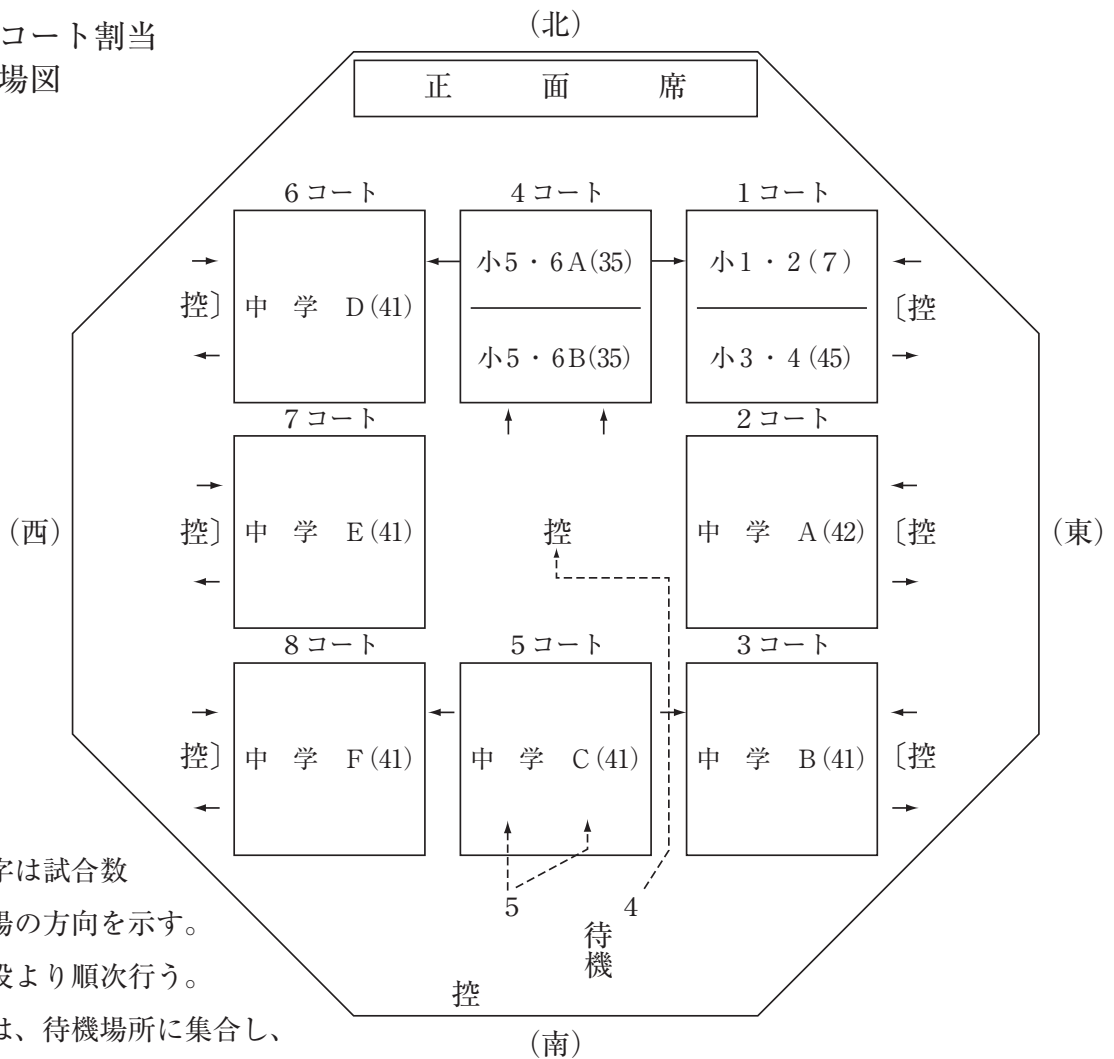 コート割当
場図
(北)
正面席
6コート
4コート
1コート
小5・6A(35)
小1・2(7)
控〕
中学 D(41)
〔控
小5・6B(35)
小3・4(45)
7コート
2コート
(西)
控〕
中学 E(41)
控
中学 A(42)
〔控
(東)
8コート
5コート
3コート
控〕
中学 F(41)
中学 C(41)
中学 B(41)
〔控
字は試合数
5
4
場の方向を示す。
待機
段より順次行う。
控
は、待機場所に集合し、
(南)